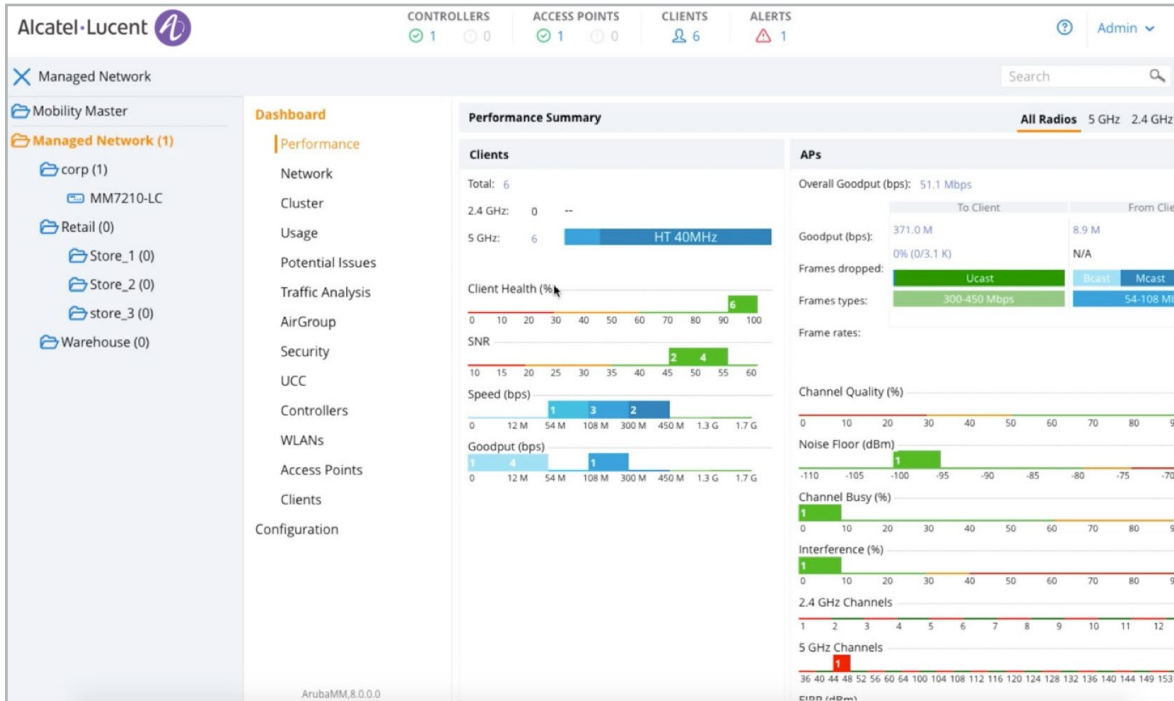 Alcatel·Lucent
CONTROLLERS ACCESS POINTS CLIENTS ALERTS
1 0 1 0 6 1
Admin
Managed Network
Search
Mobility Master
Managed Network (1)
corp (1)
MM7210-LC
Retail (0)
Store_1 (0)
Store_2 (0)
store_3 (0)
Warehouse (0)
Dashboard
Performance
Network
Cluster
Usage
Potential Issues
Traffic Analysis
AirGroup
Security
UCC
Controllers
WLANs
Access Points
Clients
Configuration
ArubaMM,8.0.0.0
Performance Summary
All Radios 5 GHz 2.4 GHz
Clients
Total: 6
2.4 GHz: 0 --
5 GHz: 6 HT 40MHz
Client Health (%)
6
0 10 20 30 40 50 60 70 80 90 100
SNR
2 4
10 15 20 25 30 35 40 45 50 55 60
Speed (bps)
1 3 2
0 12 M 54 M 108 M 300 M 450 M 1.3 G 1.7 G
Goodput (bps)
1 4 1
0 12 M 54 M 108 M 300 M 450 M 1.3 G 1.7 G
APs
Overall Goodput (bps): 51.1 Mbps
To Client From Clie
Goodput (bps): 371.0 M 8.9 M
0% (0/3.1 K) N/A
Frames dropped: Ucast Bcast Mcast
Frames types: 300-450 Mbps 54-108 Mb
Frame rates:
Channel Quality (%)
0 10 20 30 40 50 60 70 80 9
Noise Floor (dBm)
1
-110 -105 -100 -95 -90 -85 -80 -75 -70
Channel Busy (%)
1
0 10 20 30 40 50 60 70 80 9
Interference (%)
1
0 10 20 30 40 50 60 70 80 9
2.4 GHz Channels
1 2 3 4 5 6 7 8 9 10 11 12
5 GHz Channels
1
36 40 44 48 52 56 60 64 100 104 108 112 116 120 124 128 132 136 140 144 149 153
EIRP (dBm)